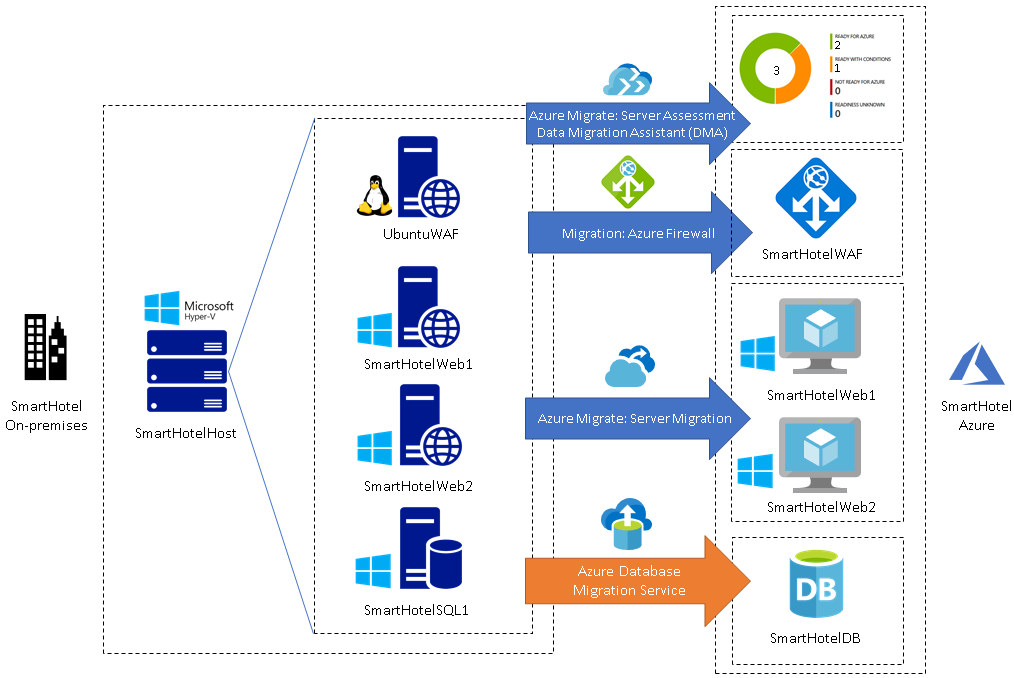 SmartHotel
On-premises
Microsoft
Hyper-V
SmartHotelHost
UbuntuWAF
SmartHotelWeb1
SmartHotelWeb2
SmartHotelSQL1
Azure Migrate: Server Assessment
Data Migration Assistant (DMA)
Migration: Azure Firewall
Azure Migrate: Server Migration
Azure Database
Migration Service
3
READY FOR AZURE
2
READY WITH CONDITIONS
1
NOT READY FOR AZURE
0
READINESS UNKNOWN
0
SmartHotelWAF
SmartHotelWeb1
SmartHotelWeb2
DB
SmartHotelDB
SmartHotel
Azure